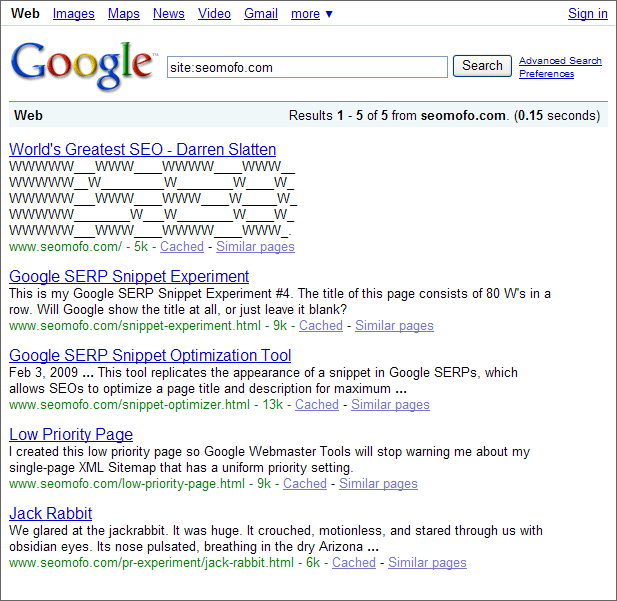 Web Images Maps News Video Gmail more ▼ Sign in
Google™ site:seomofo.com Search Advanced Search
Preferences
Web Results 1 - 5 of 5 from seomofo.com. (0.15 seconds)
World's Greatest SEO - Darren Slatten
WWWWW___WWW____WWWW____WWW__
WWWWW__W_________W________W____W_
WWWWW___WWW____WWW____W_____W_
WWWWW________W___W________W____W_
WWWWW___WWW____WWWWW____WWW_.
www.seomofo.com/ - 5k - Cached - Similar pages
Google SERP Snippet Experiment
This is my Google SERP Snippet Experiment #4. The title of this page consists of 80 W's in a
row. Will Google show the title at all, or just leave it blank?
www.seomofo.com/snippet-experiment.html - 9k - Cached - Similar pages
Google SERP Snippet Optimization Tool
Feb 3, 2009 ... This tool replicates the appearance of a snippet in Google SERPs, which
allows SEOs to optimize a page title and description for maximum ...
www.seomofo.com/snippet-optimizer.html - 13k - Cached - Similar pages
Low Priority Page
I created this low priority page so Google Webmaster Tools will stop warning me about my
single-page XML Sitemap that has a uniform priority setting.
www.seomofo.com/low-priority-page.html - 9k - Cached - Similar pages
Jack Rabbit
We glared at the jackrabbit. It was huge. It crouched, motionless, and stared through us with
obsidian eyes. Its nose pulsated, breathing in the dry Arizona ...
www.seomofo.com/pr-experiment/jack-rabbit.html - 6k - Cached - Similar pages